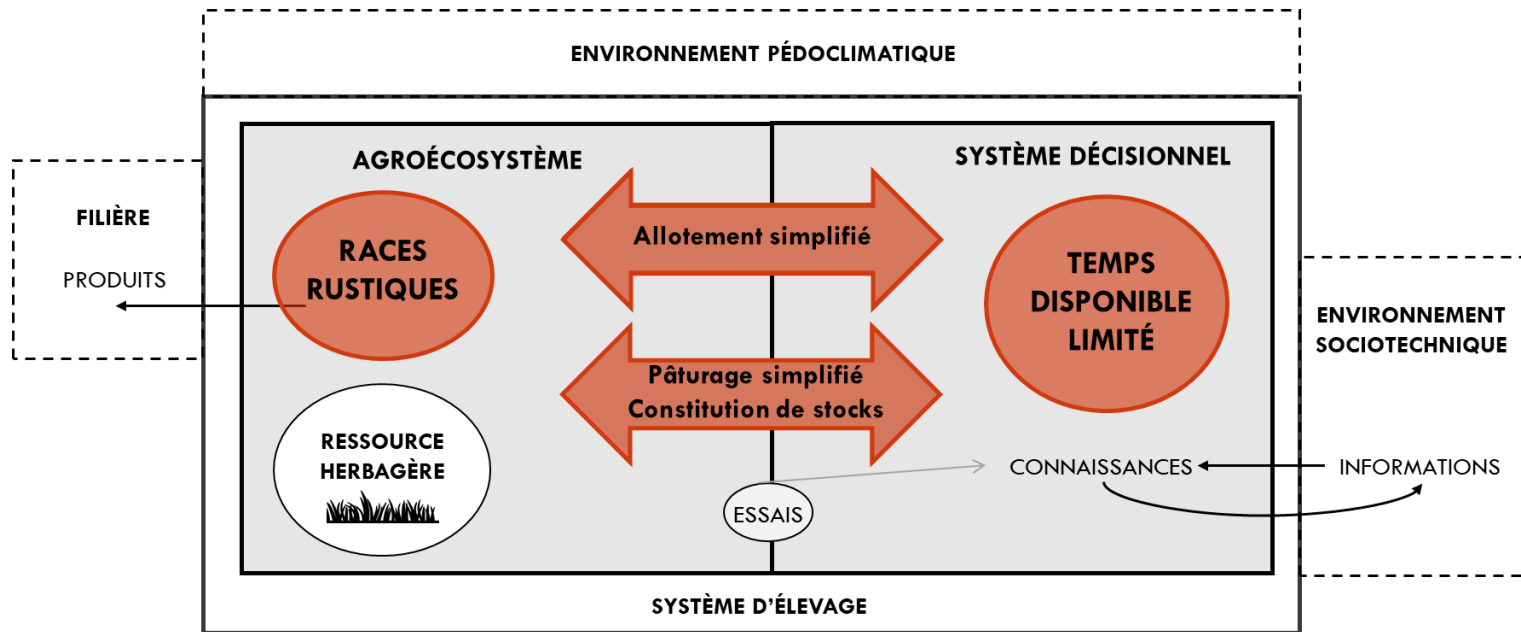 ENVIRONNEMENT PÉDOCLIMATIQUE
AGROÉCOSYSTÈME
SYSTÈME DÉCISIONNEL
FILIÈRE
PRODUITS
RACES
RUSTIQUES
Allotement simplifié
TEMPS
DISPONIBLE
LIMITÉ
ENVIRONNEMENT
SOCIOTECHNIQUE
Pâturage simplifié
Constitution de stocks
RESSOURCE
HERBAGÈRE
ESSAIS
CONNAISSANCES
INFORMATIONS
SYSTÈME D'ÉLEVAGE